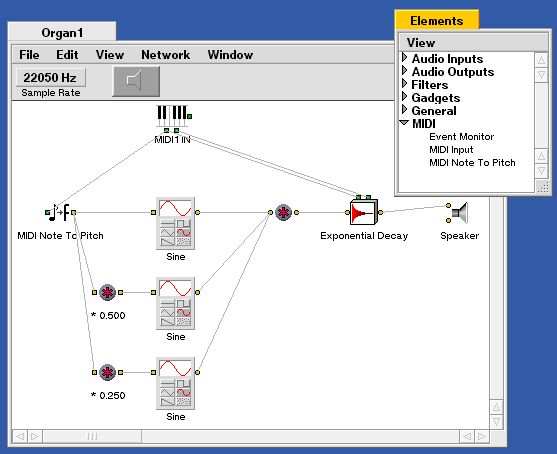 Organ1
File Edit View Network Window
22050 Hz
Sample Rate
MIDI1 IN
MIDI Note To Pitch
Sine
Exponential Decay
Speaker
* 0.500
Sine
* 0.250
Sine
Elements
View
Audio Inputs
Audio Outputs
Filters
Gadgets
General
MIDI
Event Monitor
MIDI Input
MIDI Note To Pitch